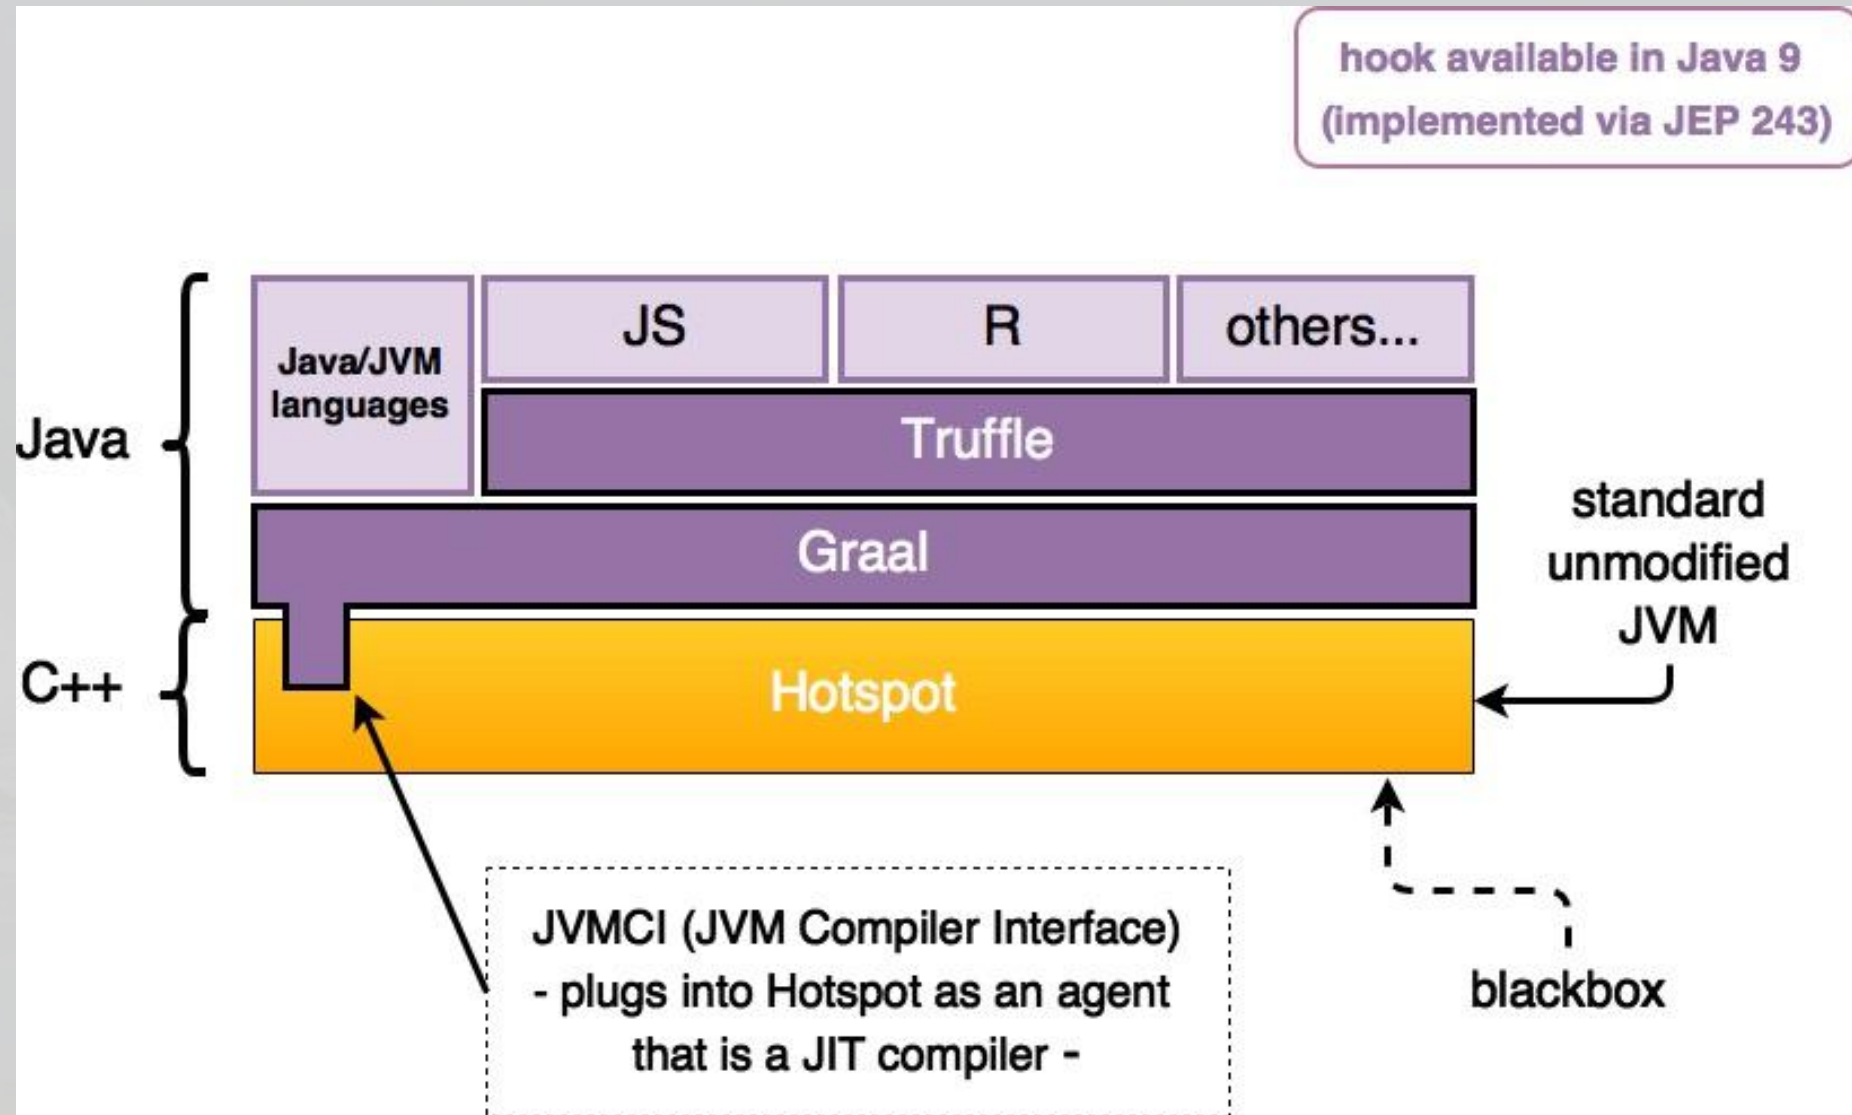 hook available in Java 9
(implemented via JEP 243)
Java/JVM
languages
JS
R
others...
Java
Truffle
Graal
standard
unmodified
JVM
C++
Hotspot
JVMCI (JVM Compiler Interface)
- plugs into Hotspot as an agent
that is a JIT compiler -
blackbox